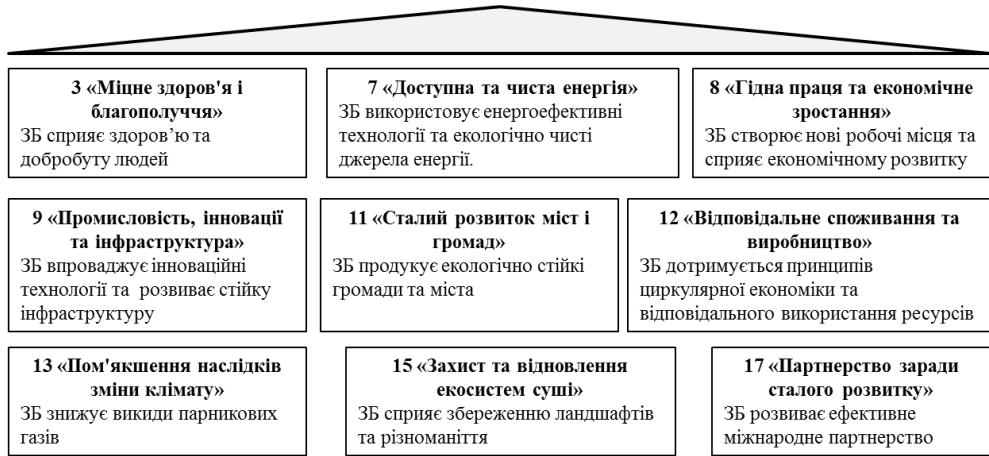 3 «Міцне здоров'я і
благополуччя»
ЗБ сприяє здоров’ю та
добробуту людей
7 «Доступна та чиста енергія»
ЗБ використовує енергоефективні
технології та екологічно чисті
джерела енергії.
8 «Гідна праця та економічне
зростання»
ЗБ створює нові робочі місця та
сприяє економічному розвитку
9 «Промисловість, інновації
та інфраструктура»
ЗБ впроваджує інноваційні
технології та розвиває стійку
інфраструктуру
11 «Сталий розвиток міст і
громад»
ЗБ продукує екологічно стійкі
громади та міста
12 «Відповідальне споживання та
виробництво»
ЗБ дотримується принципів
циркулярної економіки та
відповідального використання ресурсів
13 «Пом'якшення наслідків
зміни клімату»
ЗБ знижує викиди парникових
газів
15 «Захист та відновлення
екосистем суші»
ЗБ сприяє збереженню ландшафтів
та різноманіття
17 «Партнерство заради
сталого розвитку»
ЗБ розвиває ефективне
міжнародне партнерство